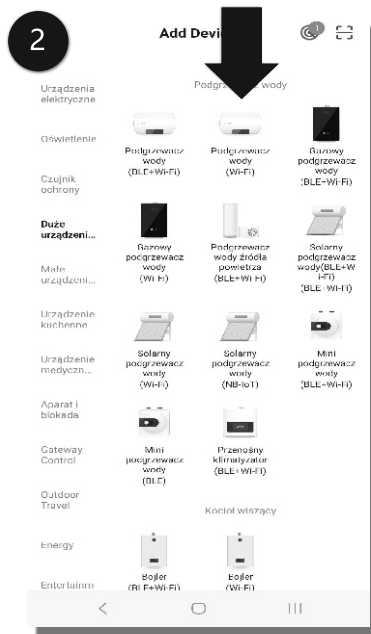 2
Add Devi
1
Urządzenia
elektryczne
Oświetlenie
Czujnik
ochrony
Duże
urządzeni...
Małe
urządzeni...
Urządzenie
kuchenne
Urządzenie
medyczn...
Aparat i
blokada
Gateway
Control
Outdoor
Travel
Energy
Entertainm
Podgrz
wody
Podgrzewacz
wody
(BLE+Wi-Fi)
Podgrzewacz
wody
(Wi-Fi)
Gazowy
podgrzewacz
wody
(BLE+Wi-Fi)
Gazowy
podgrzewacz
wody
(Wi-Fi)
Podgrzewacz
wody źródła
powietrza
(BLE+Wi-Fi)
Solarny
podgrzewacz
wody(BLE+W
i-Fi)
(BLE+Wi-Fi)
Solarny
podgrzewacz
wody
(Wi-Fi)
Solarny
podgrzewacz
wody
(NB-IoT)
Mini
podgrzewacz
wody
(BLE+Wi-Fi)
Mini
podgrzewacz
wody
(BLE)
Przenośny
klimatyzator
(BLE+Wi-Fi)
Kocioł wiszący
Bojler
(BLE+Wi-Fi)
Bojler
(Wi-Fi)